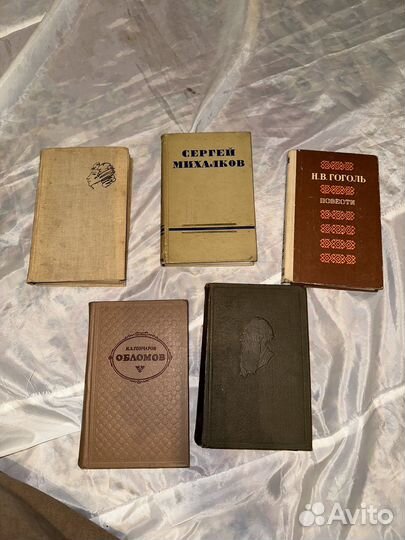 СЕРГЕЙ
МИХАЛКОВ
Н.В. ГОГОЛЬ
ПОВЕСТИ
И.А. ГОНЧАРОВ
ОБЛОМОВ
Avito